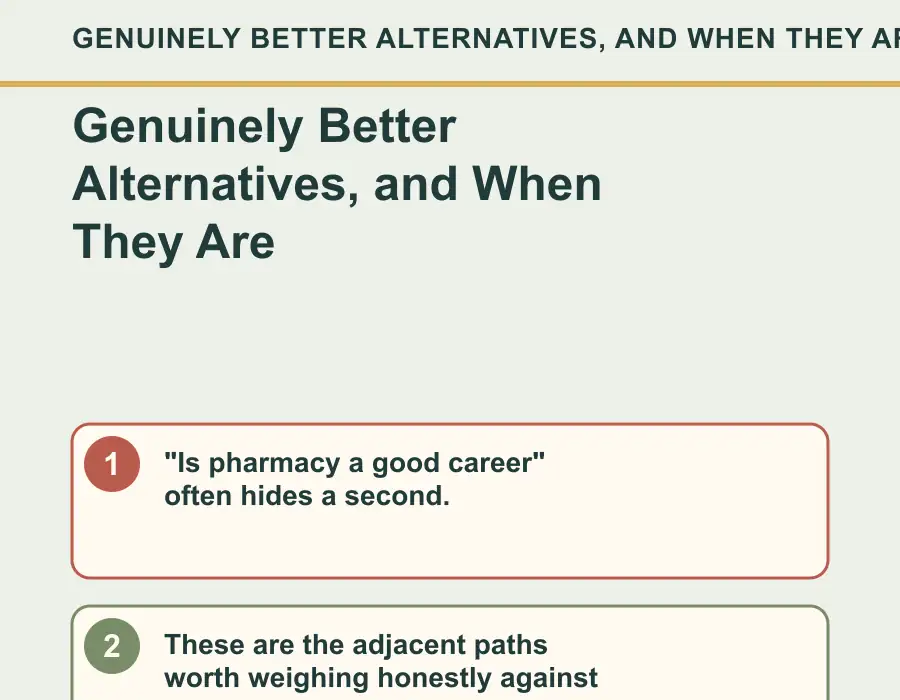 GENUINELY BETTER ALTERNATIVES, AND WHEN THEY
Genuinely Better
Alternatives, and When
They Are
1
"Is pharmacy a good career"
often hides a second.
2
These are the adjacent paths
worth weighing honestly against